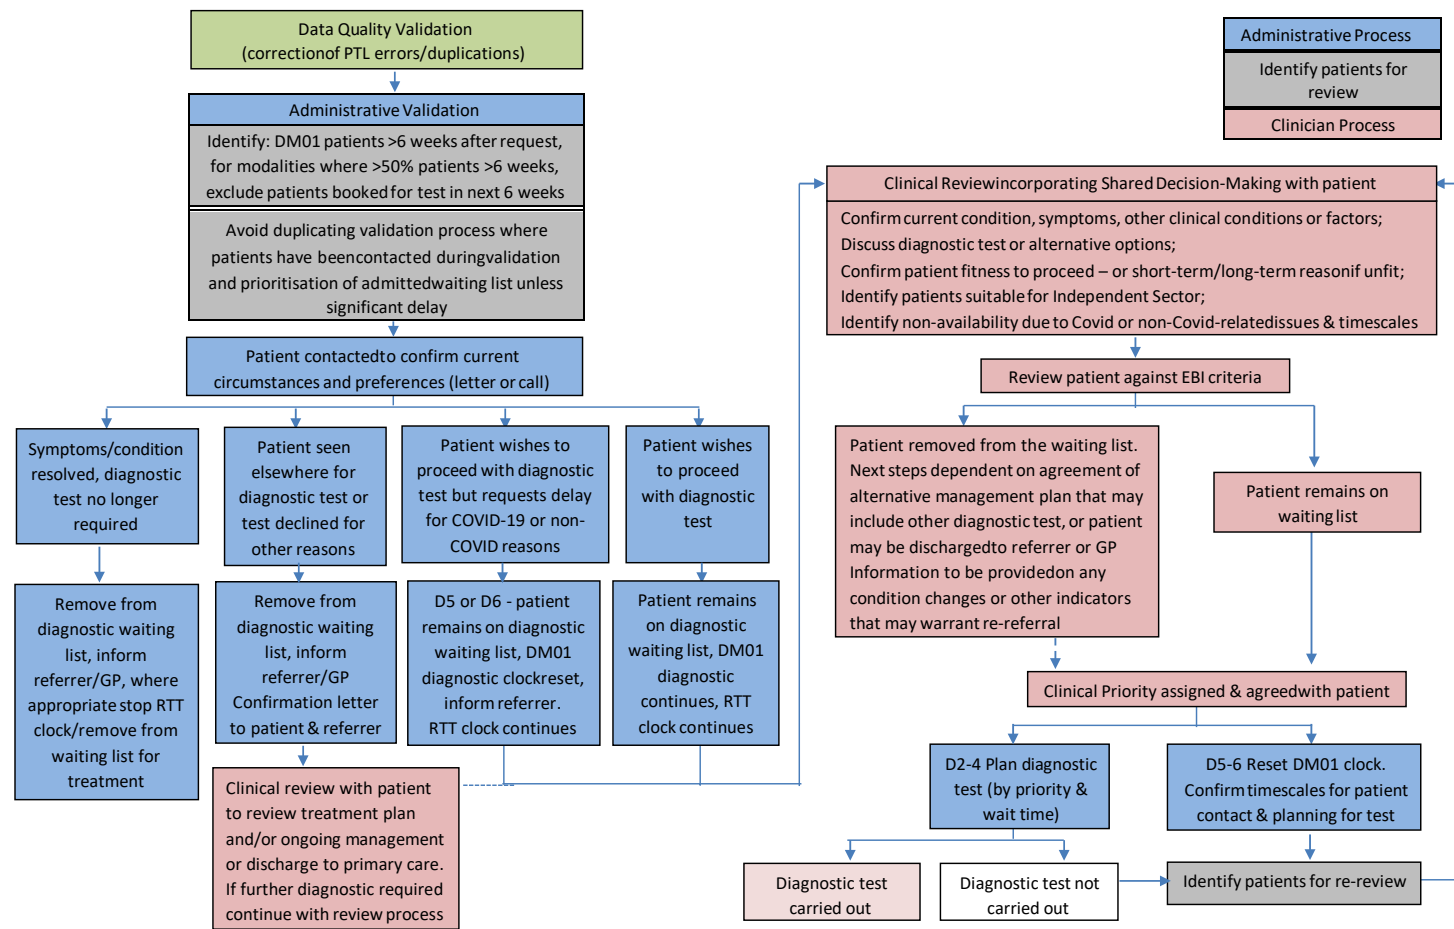 Data Quality Validation
(correctionof PTL errors/duplications)
Administrative Validation
Identify: DM01 patients >6 weeks after request,
for modalities where >50% patients >6 weeks,
exclude patients booked for test in next 6 weeks
Avoid duplicating validation process where
patients have beencontacted duringvalidation
and prioritisation of admittedwaiting list unless
significant delay
Patient contactedto confirm current
circumstances and preferences (letter or call)
Symptoms/condition
resolved, diagnostic
test no longer
required
Patient seen
elsewhere for
diagnostic test or
test declined for
other reasons
Patient wishes to
proceed with diagnostic
test but requests delay
for COVID-19 or non-
COVID reasons
Patient wishes
to proceed
with diagnostic
test
Remove from
diagnostic waiting
list, inform
referrer/GP, where
appropriate stop RTT
clock/remove from
waiting list for
treatment
Remove from
diagnostic waiting
list, inform
referrer/GP
Confirmation letter
to patient & referrer
D5 or D6 - patient
remains on diagnostic
waiting list, DM01
diagnostic clockreset,
inform referrer.
RTT clock continues
Patient remains
on diagnostic
waiting list, DM01
diagnostic
continues, RTT
clock continues
Clinical review with patient
to review treatment plan
and/or ongoing management
or discharge to primary care.
If further diagnostic required
continue with review process
Administrative Process
Identify patients for
review
Clinician Process
Clinical Reviewincorporating Shared Decision-Making with patient
Confirm current condition, symptoms, other clinical conditions or factors;
Discuss diagnostic test or alternative options;
Confirm patient fitness to proceed – or short-term/long-term reasonif unfit;
Identify patients suitable for Independent Sector;
Identify non-availability due to Covid or non-Covid-relatedissues & timescales
Review patient against EBI criteria
Patient removed from the waiting list.
Next steps dependent on agreement of
alternative management plan that may
include other diagnostic test, or patient
may be dischargedto referrer or GP
Information to be providedon any
condition changes or other indicators
that may warrant re-referral
Patient remains on
waiting list
Clinical Priority assigned & agreedwith patient
D2-4 Plan diagnostic
test (by priority &
wait time)
D5-6 Reset DM01 clock.
Confirm timescales for patient
contact & planning for test
Diagnostic test
carried out
Diagnostic test not
carried out
Identify patients for re-review